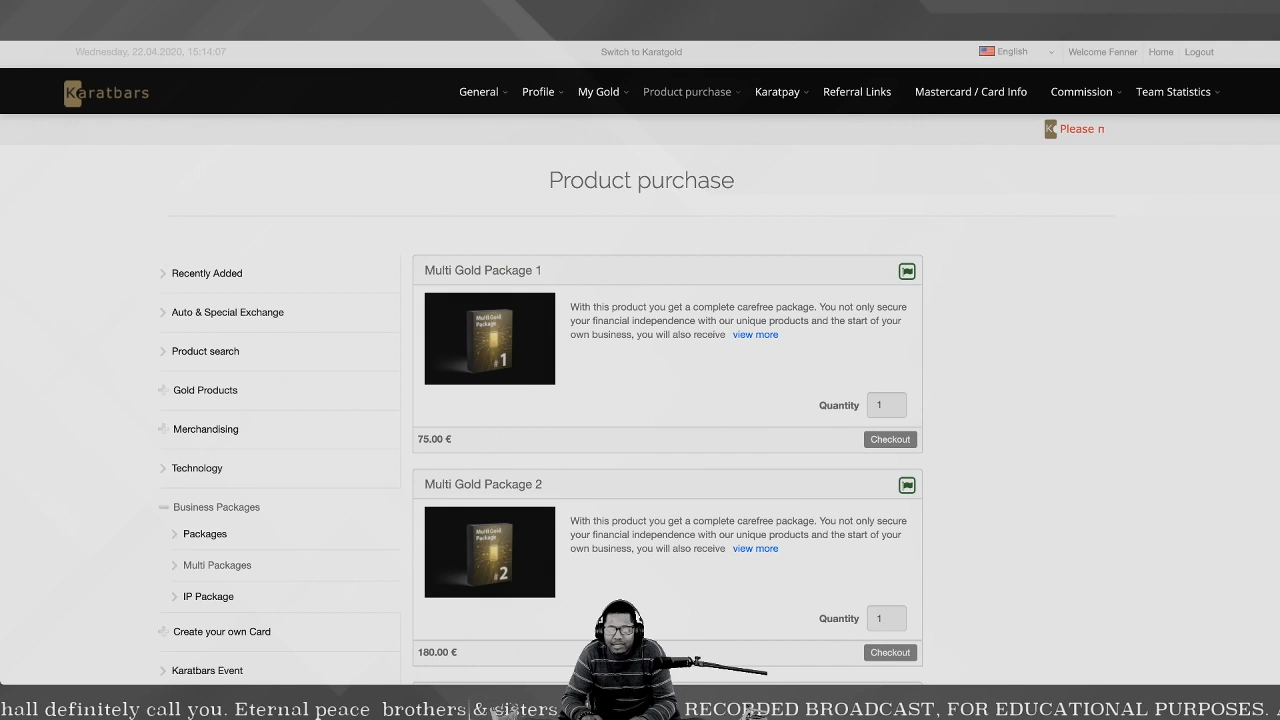 Wednesday, 22.04.2020, 15:14:07 Switch to Karatgold English Welcome Fenner Home Logout
Karatbars General Profile My Gold Product purchase Karatpay Referral Links Mastercard / Card Info Commission Team Statistics
K Please n
Product purchase
Recently Added
Auto & Special Exchange
Product search
Gold Products
Merchandising
Technology
Business Packages
Packages
Multi Packages
IP Package
Create your own Card
Karatbars Event
Multi Gold Package 1
Multi Gold
Package
#1
With this product you get a complete carefree package. You not only secure
your financial independence with our unique products and the start of your
own business, you will also receive view more
Quantity 1
75.00 € Checkout
Multi Gold Package 2
Multi Gold
Package
#2
With this product you get a complete carefree package. You not only secure
your financial independence with our unique products and the start of your
own business, you will also receive view more
Quantity 1
180.00 € Checkout
hall definitely call you. Eternal peace brothers & sisters RECORDED BROADCAST, FOR EDUCATIONAL PURPOSES.